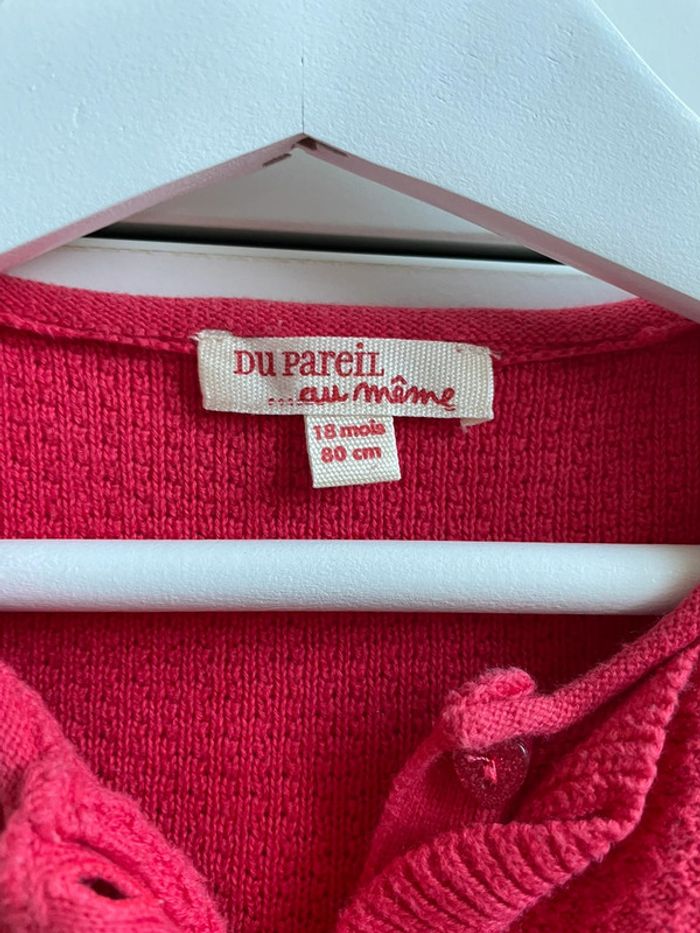 DU PAREIL
...au même
18 mois
80 cm